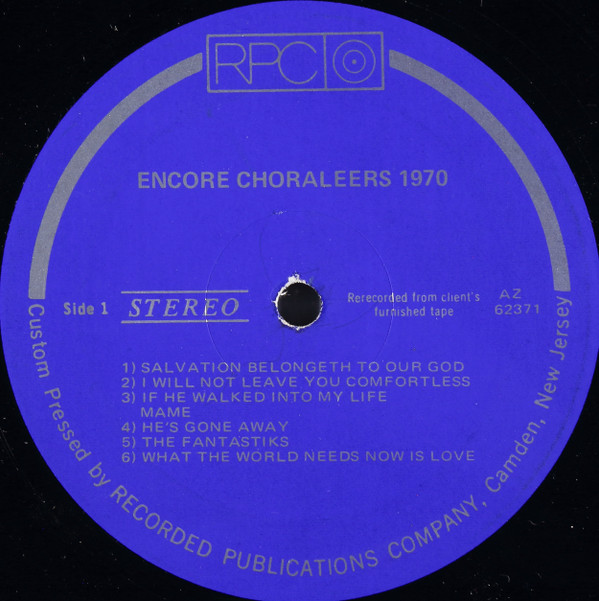 RPC
ENCORE CHORALEERS 1970
Side 1
STEREO
Rerecorded from client's
furnished tape
AZ
62371
1) SALVATION BELONGETH TO OUR GOD
2) I WILL NOT LEAVE YOU COMFORTLESS
3) IF HE WALKED INTO MY LIFE
MAME
4) HE'S GONE AWAY
5) THE FANTASTIKS
6) WHAT THE WORLD NEEDS NOW IS LOVE
Custom Pressed by RECORDED PUBLICATIONS COMPANY, Camden, New Jersey